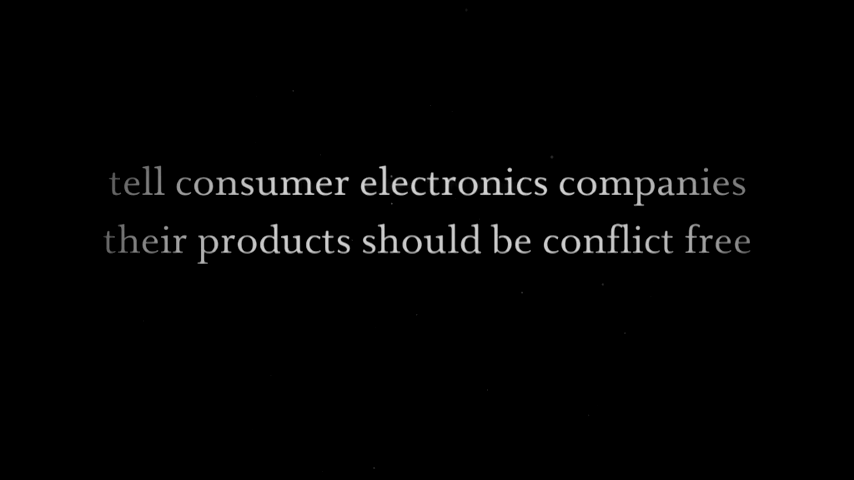 tell consumer electronics companies
their products should be conflict free